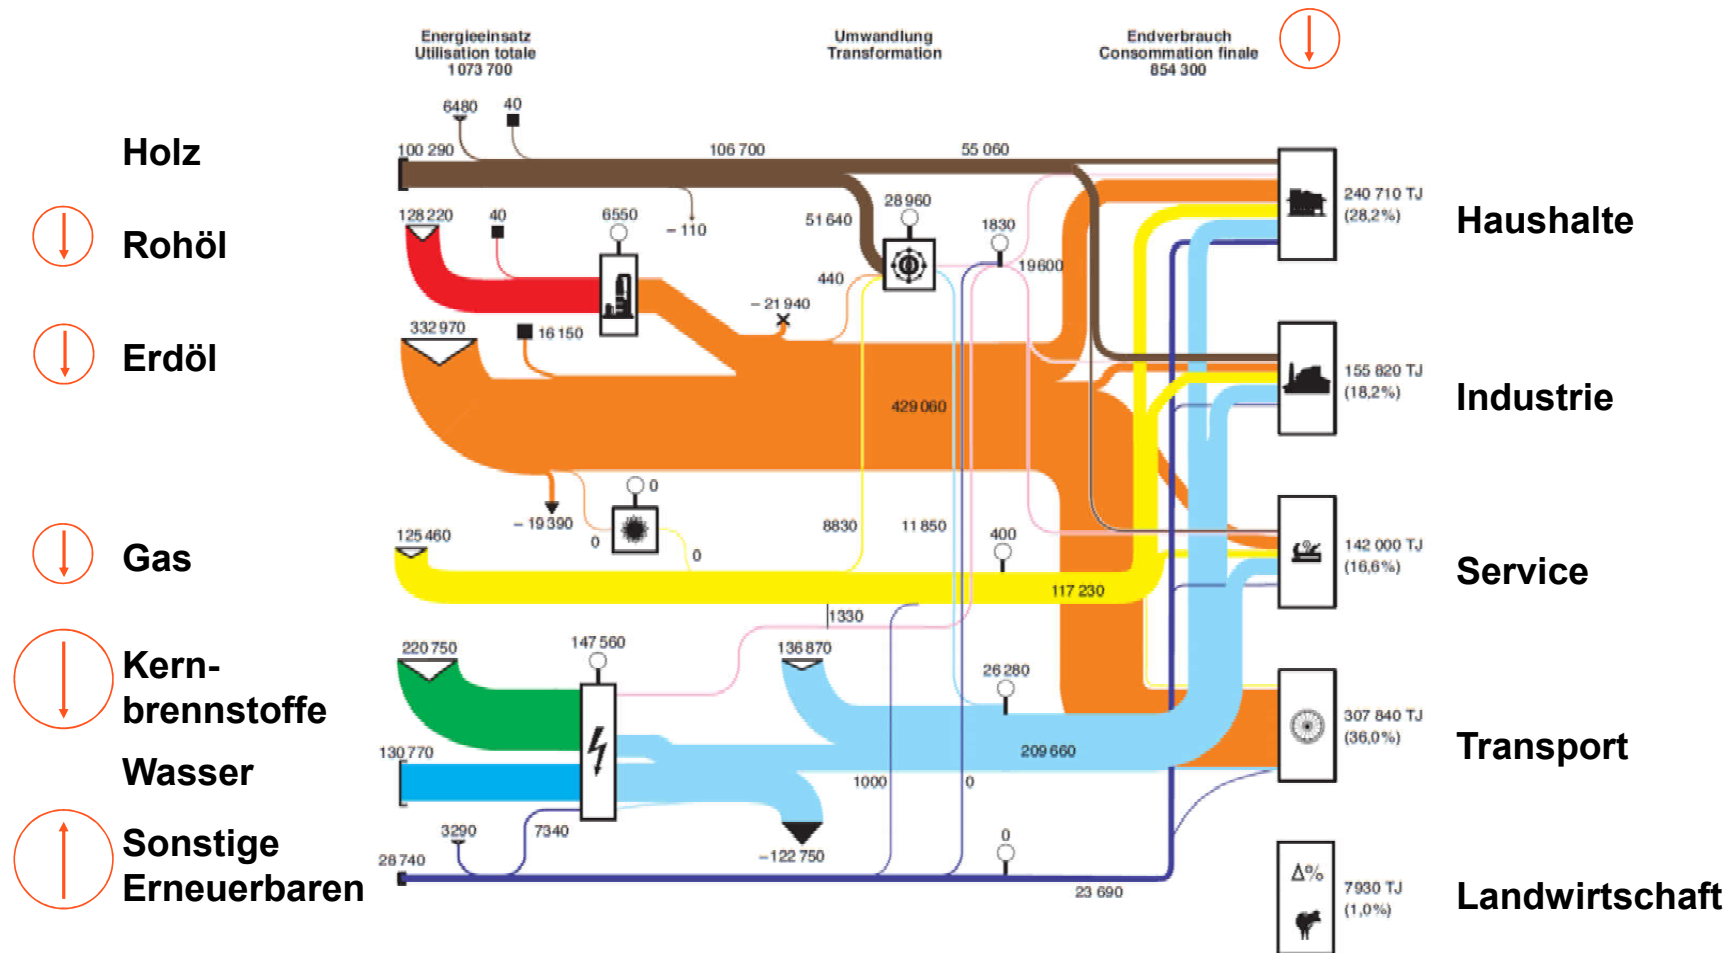 Energieeinsatz
Utilisation totale
1 073 700
Umwandlung
Transformation
Endverbrauch
Consommation finale
854 300
6480
40
Holz
100 290
106 700
55 060
28 960
51 640
1830
240 710 TJ
(28,2%)
Haushalte
128 220
40
6550
– 110
Rohöl
440
19 600
– 21 940
332 970
16 150
Erdöl
155 820 TJ
(18,2%)
Industrie
429 060
– 19 390
0
0
0
8830
11 850
400
125 460
Gas
117 230
142 000 TJ
(16,6%)
Service
1330
220 750
147 560
136 870
26 280
Kern-
brennstoffe
307 840 TJ
(36,0%)
Transport
130 770
Wasser
209 660
1000
0
3290
7340
–122 750
0
28 740
Sonstige
Erneuerbaren
23 690
Δ%
7930 TJ
(1,0%)
Landwirtschaft